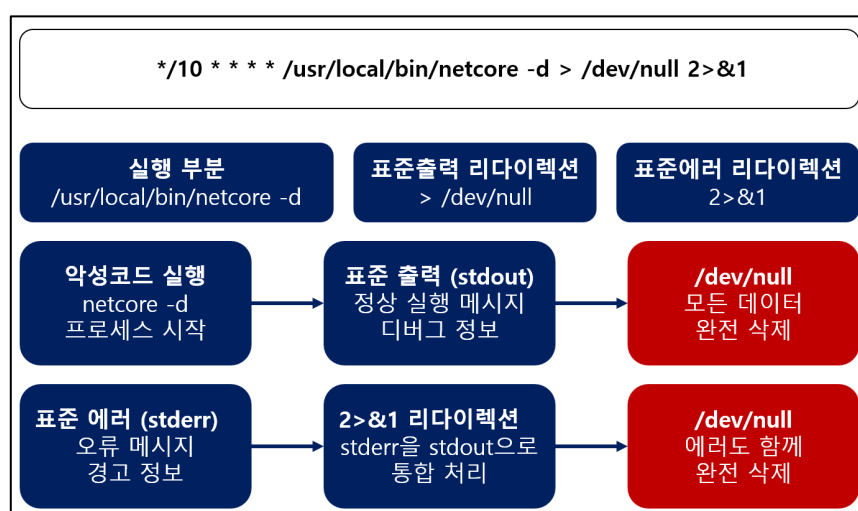 */10 * * * * /usr/local/bin/netcore -d > /dev/null 2>&1
실행 부분
/usr/local/bin/netcore -d
표준출력 리다이렉션
> /dev/null
표준에러 리다이렉션
2>&1
악성코드 실행
netcore -d
프로세스 시작
표준 출력 (stdout)
정상 실행 메시지
디버그 정보
/dev/null
모든 데이터
완전 삭제
표준 에러 (stderr)
오류 메시지
경고 정보
2>&1 리다이렉션
stderr을 stdout으로
통합 처리
/dev/null
에러도 함께
완전 삭제